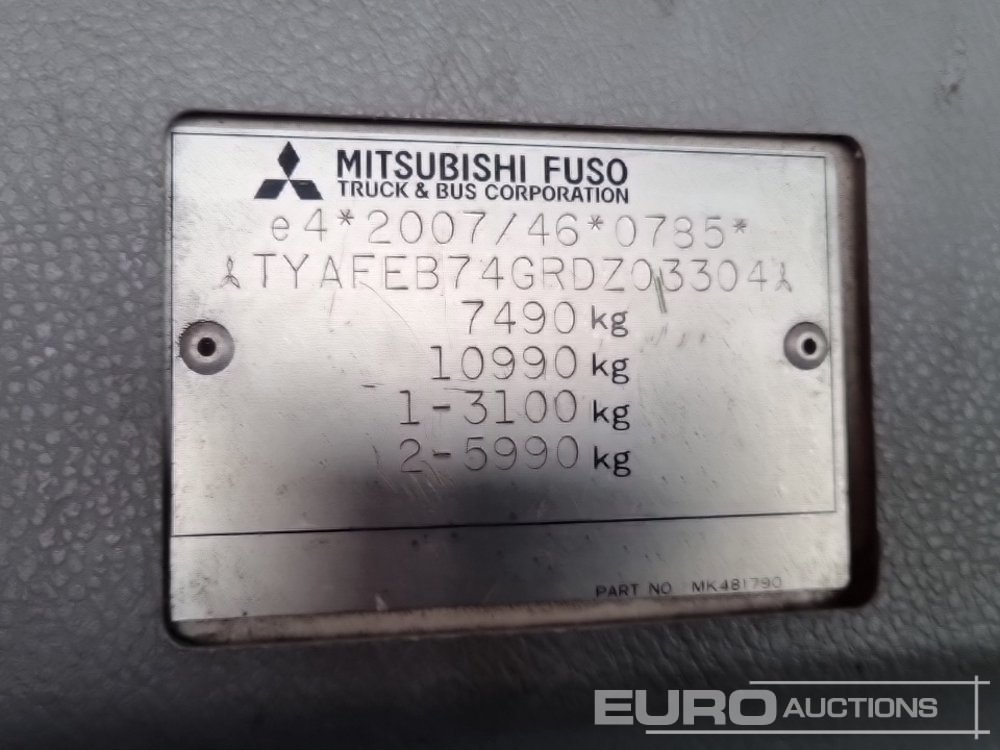 MITSUBISHI FUSO
TRUCK & BUS CORPORATION
e4*2007/46*0785*
TYAFEB74GRDZ03304
7490 kg
10990 kg
1-3100 kg
2-5990 kg
PART NO MK481790
EURO AUCTIONS